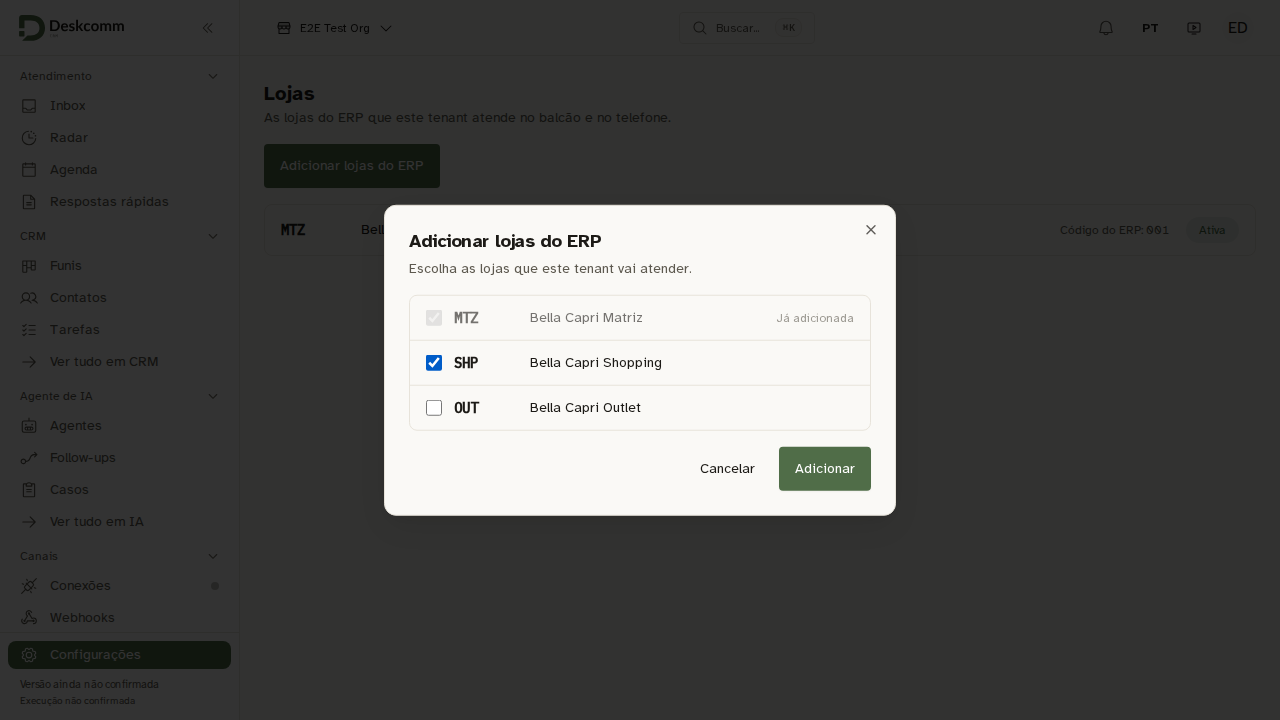 Deskcomm
E2E Test Org
Buscar... ⌘K
PT
ED
Atendimento
Inbox
Radar
Agenda
Respostas rápidas
CRM
Funis
Contatos
Tarefas
Ver tudo em CRM
Agente de IA
Agentes
Follow-ups
Casos
Ver tudo em IA
Canais
Conexões
Webhooks
Configurações
Versão ainda não confirmada
Execução não confirmada
Lojas
As lojas do ERP que este tenant atende no balcão e no telefone.
Adicionar lojas do ERP
MTZ Bell Código do ERP: 001 Ativa
Adicionar lojas do ERP
Escolha as lojas que este tenant vai atender.
MTZ Bella Capri Matriz Já adicionada
SHP Bella Capri Shopping
OUT Bella Capri Outlet
Cancelar Adicionar